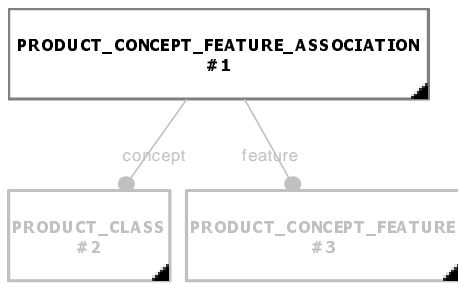 PRODUCT_CONCEPT_FEATURE_ASSOCIATION
#1
concept
feature
PRODUCT_CLASS
#2
PRODUCT_CONCEPT_FEATURE
#3